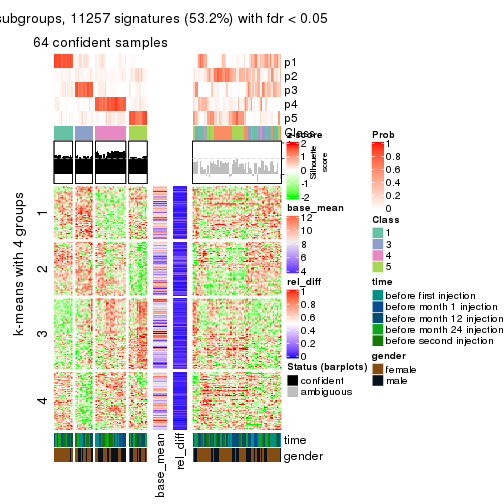 subgroups, 11257 signatures (53.2%) with fdr < 0.05
64 confident samples
p1
p2
p3
p4
p5
Class
k-means with 4 groups
1
2
3
4
time
gender
base_mean
rel_diff
z-score
2
1
0
-1
-2
Silhouette
score
base_mean
12
10
8
6
4
rel_diff
1
0.8
0.6
0.4
0.2
0
Status (barplots)
confident
ambiguous
Prob
1
0.8
0.6
0.4
0.2
0
Class
1
3
4
5
time
before first injection
before month 1 injection
before month 12 injection
before month 24 injection
before second injection
gender
female
male